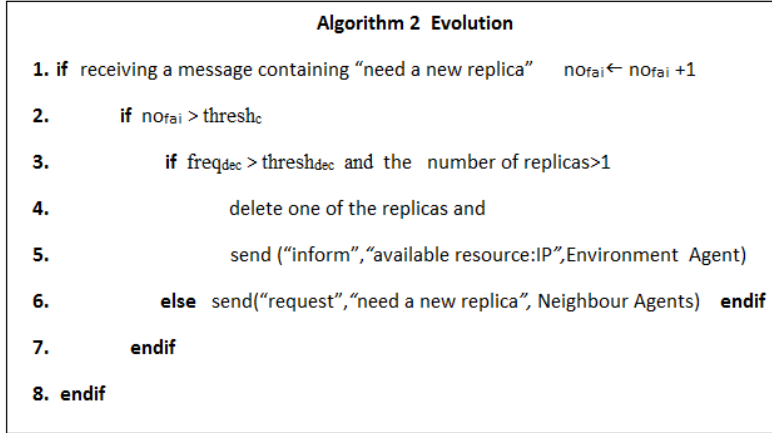 Algorithm 2 Evolution
1. if receiving a message containing “need a new replica” nofai← nofai +1
2. if nofai > threshc
3. if freqdec > threshdec and the number of replicas>1
4. delete one of the replicas and
5. send (“inform”,“available resource:IP”,Environment Agent)
6. else send(“request”,“need a new replica”, Neighbour Agents) endif
7. endif
8. endif